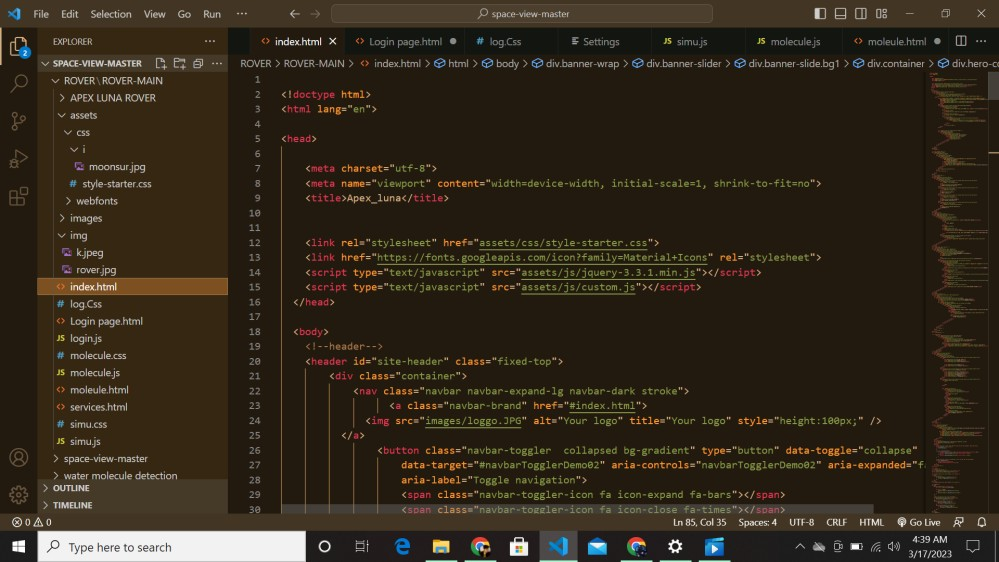 File Edit Selection View Go Run ··· space-view-master
EXPLORER ···
index.html Login page.html log.Css Settings simu.js molecule.js moleule.html
SPACE-VIEW-MASTER
ROVER > ROVER-MAIN > index.html > html > body > div.banner-wrap > div.banner-slider > div.banner-slide.bg1 > div.container > div.hero-c
2
ROVER\ROVER-MAIN
APEX LUNA ROVER
assets
css
i
moonsur.jpg
# style-starter.css
webfonts
images
img
k.jpeg
rover.jpg
index.html
# log.Css
Login page.html
JS login.js
# molecule.css
JS molecule.js
moleule.html
services.html
# simu.css
JS simu.js
space-view-master
water molecule detection
OUTLINE
TIMELINE
1
2 <!doctype html>
3 <html lang="en">
4
5 <head>
6
7 <meta charset="utf-8">
8 <meta name="viewport" content="width=device-width, initial-scale=1, shrink-to-fit=no">
9 <title>Apex_luna</title>
10
11
12 <link rel="stylesheet" href="assets/css/style-starter.css">
13 <link href="https://fonts.googleapis.com/icon?family=Material+Icons" rel="stylesheet">
14 <script type="text/javascript" src="assets/js/jquery-3.3.1.min.js"></script>
15 <script type="text/javascript" src="assets/js/custom.js"></script>
16 </head>
17
18 <body>
19 <!--header-->
20 <header id="site-header" class="fixed-top">
21 <div class="container">
22 <nav class="navbar navbar-expand-lg navbar-dark stroke">
23 <a class="navbar-brand" href="#index.html">
24 <img src="images/loggo.JPG" alt="Your logo" title="Your logo" style="height:100px;" />
25 </a>
26 <button class="navbar-toggler collapsed bg-gradient" type="button" data-toggle="collapse"
27 data-target="#navbarTogglerDemo02" aria-controls="navbarTogglerDemo02" aria-expanded="fa
28 aria-label="Toggle navigation">
29 <span class="navbar-toggler-icon fa icon-expand fa-bars"></span>
30 <span class="navbar-toggler-icon fa icon-close fa-times"></span>
0 0 Ln 85, Col 35 Spaces: 4 UTF-8 CRLF HTML Go Live
Type here to search
4:39 AM
3/17/2023